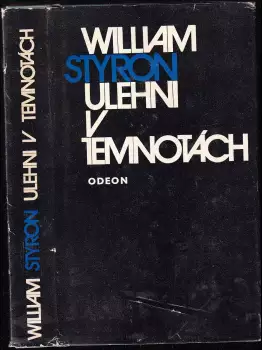 WILLIAM STYRON ULEHNI V TEMNOTÁCH
WILLIAM
STYRON
ULEHNI
V
TEMNOTÁCH
ODEON